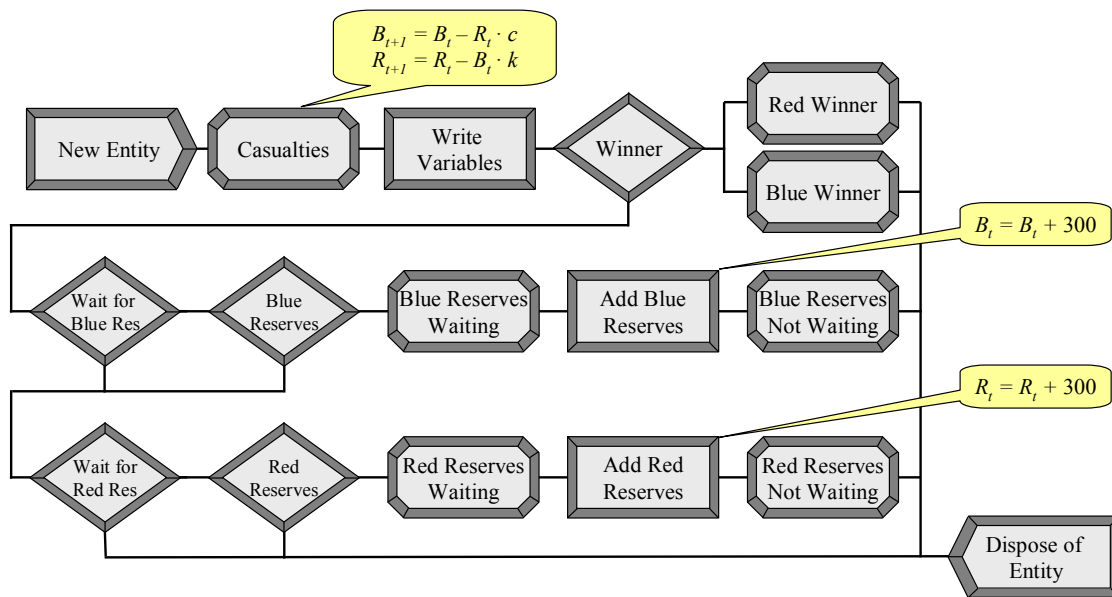 B_{t+1} = B_t – R_t · c
R_{t+1} = R_t – B_t · k
New Entity
Casualties
Write
Variables
Winner
Red Winner
Blue Winner
B_t = B_t + 300
Wait for
Blue Res
Blue
Reserves
Blue Reserves
Waiting
Add Blue
Reserves
Blue Reserves
Not Waiting
R_t = R_t + 300
Wait for
Red Res
Red
Reserves
Red Reserves
Waiting
Add Red
Reserves
Red Reserves
Not Waiting
Dispose of
Entity